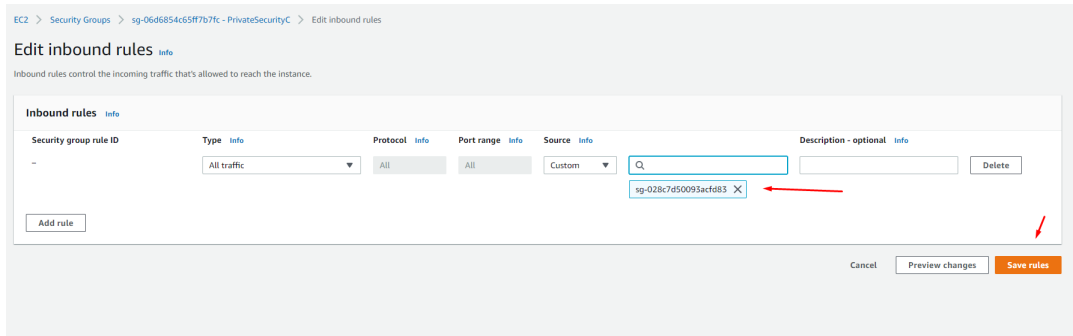 EC2 > Security Groups > sg-06d6854c65ff7b7fc - PrivateSecurityC > Edit inbound rules
Edit inbound rules Info
Inbound rules control the incoming traffic that's allowed to reach the instance.
Inbound rules Info
Security group rule ID Type Info Protocol Info Port range Info Source Info Description - optional Info
– All traffic All All Custom Delete
sg-028c7d50093acfd83
Add rule
Cancel Preview changes Save rules